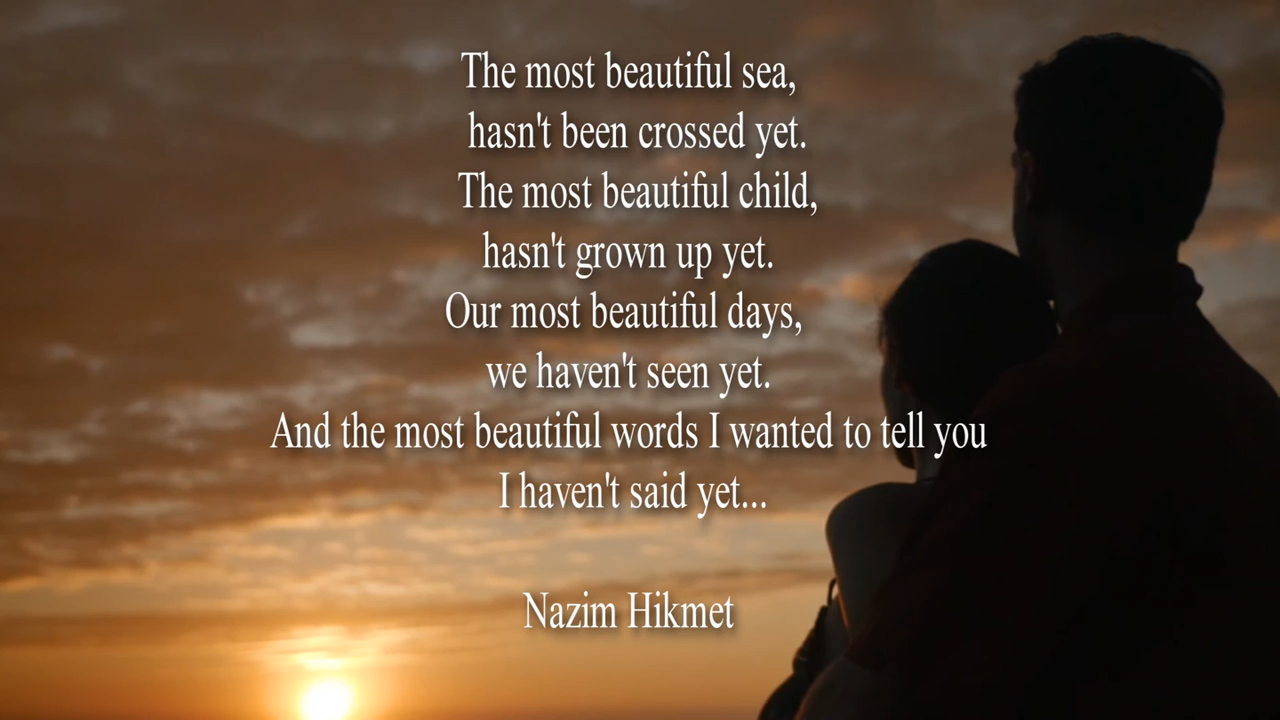 The most beautiful sea,
hasn't been crossed yet.
The most beautiful child,
hasn't grown up yet.
Our most beautiful days,
we haven't seen yet.
And the most beautiful words I wanted to tell you
I haven't said yet...
Nazim Hikmet